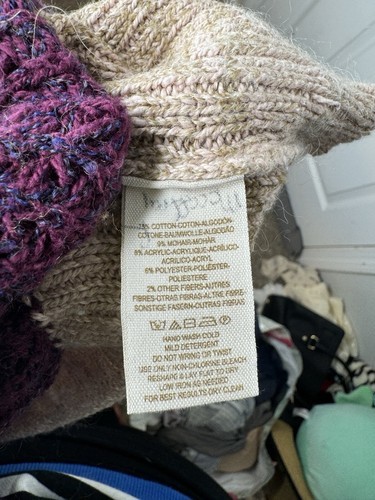 75% COTTON-COTON-ALGODÓN-
COTONE-BAUMWOLLE-ALGODÃO
9% MOHAIR-MOHÄR
8% ACRYLIC-ACRYLIQUE-ACRÍLICO-
ACRILICO-ACRYL
6% POLYESTER-POLIÉSTER-
POLIESTERE
2% OTHER FIBERS-AUTRES
FIBRES-OTRAS FIBRAS-ALTRE FIBRE-
SONSTIGE FASERN-OUTRAS FIBRAS
HAND WASH COLD
MILD DETERGENT
DO NOT WRING OR TWIST
USE ONLY NON-CHLORINE BLEACH
RESHAPE & LAY FLAT TO DRY
LOW IRON AS NEEDED
FOR BEST RESULTS DRY CLEAN